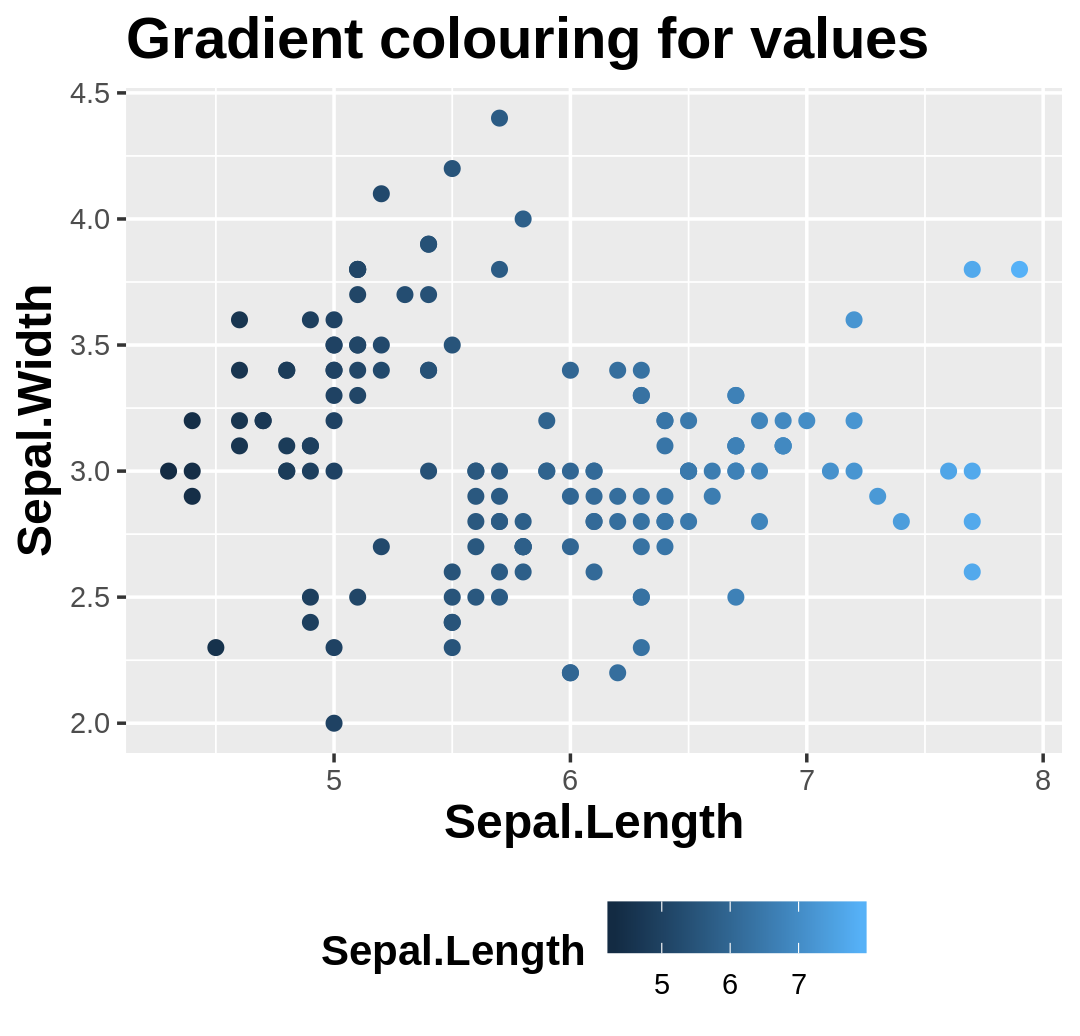 Gradient colouring for values
4.5
4.0
3.5
3.0
2.5
2.0
Sepal.Width
5 6 7 8
Sepal.Length
Sepal.Length
5 6 7